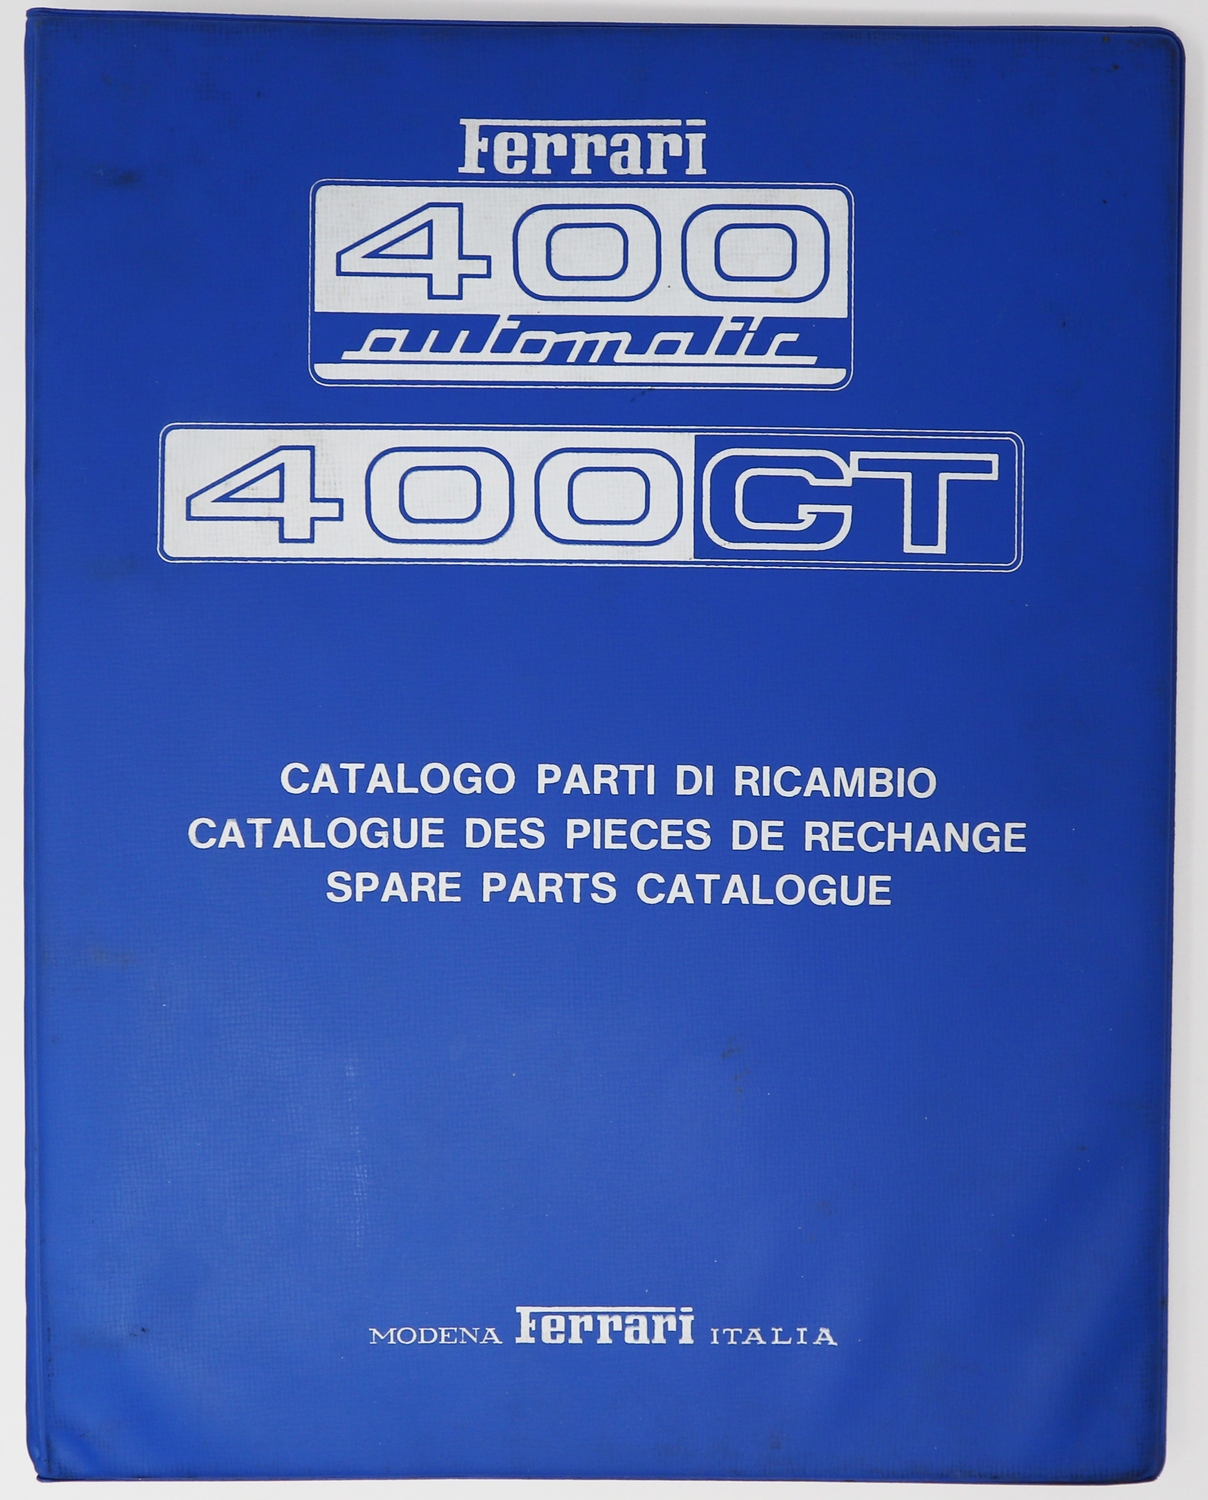 Ferrari
400
automatic
400GT
CATALOGO PARTI DI RICAMBIO
CATALOGUE DES PIECES DE RECHANGE
SPARE PARTS CATALOGUE
MODENA Ferrari ITALIA